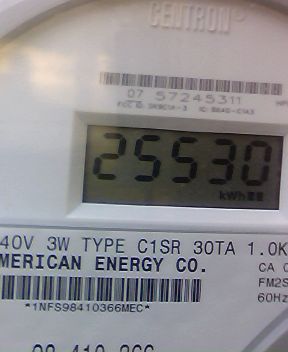 CENTRON®
07 57245311
25530
kWh
40V 3W TYPE C1SR 30TA 1.0K
MERICAN ENERGY CO.
CA 0
FM2S
60Hz
*1NFS98410366MEC*